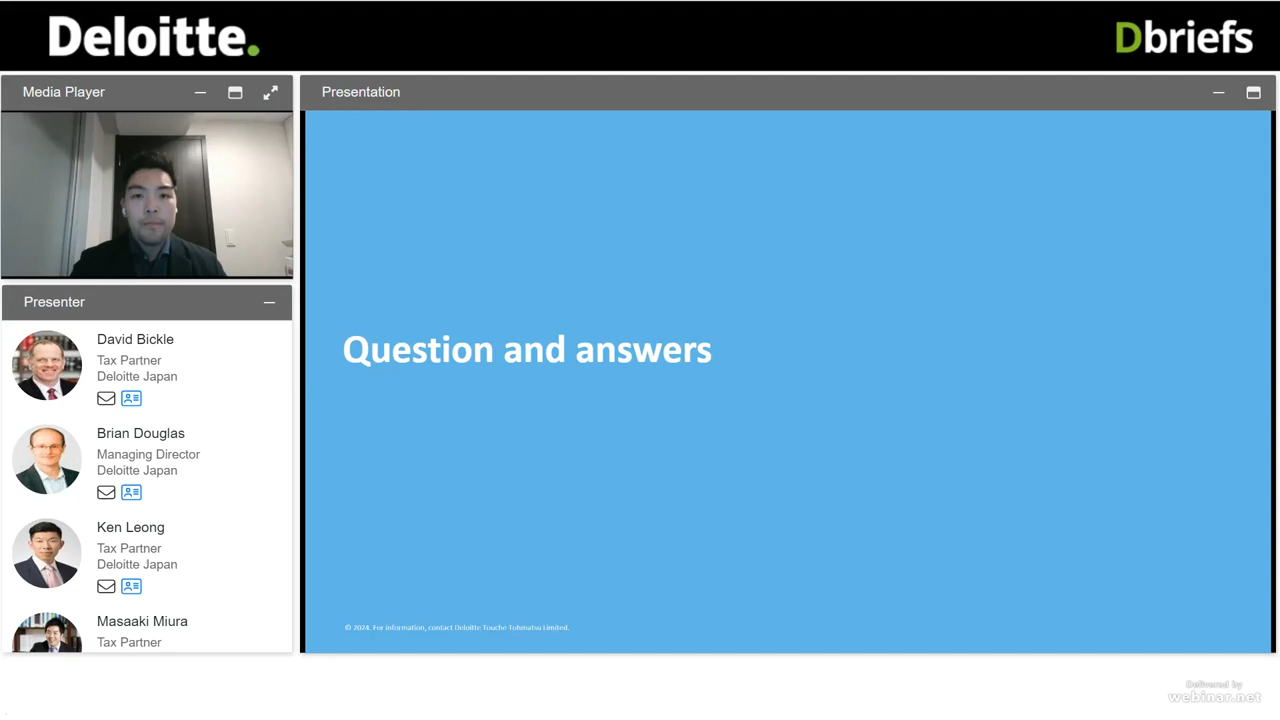 Deloitte.
Dbriefs
Media Player
Presentation
Question and answers
© 2024. For information, contact Deloitte Touche Tohmatsu Limited.
Presenter
David Bickle
Tax Partner
Deloitte Japan
Brian Douglas
Managing Director
Deloitte Japan
Ken Leong
Tax Partner
Deloitte Japan
Masaaki Miura
Tax Partner
Delivered by
webinar.net